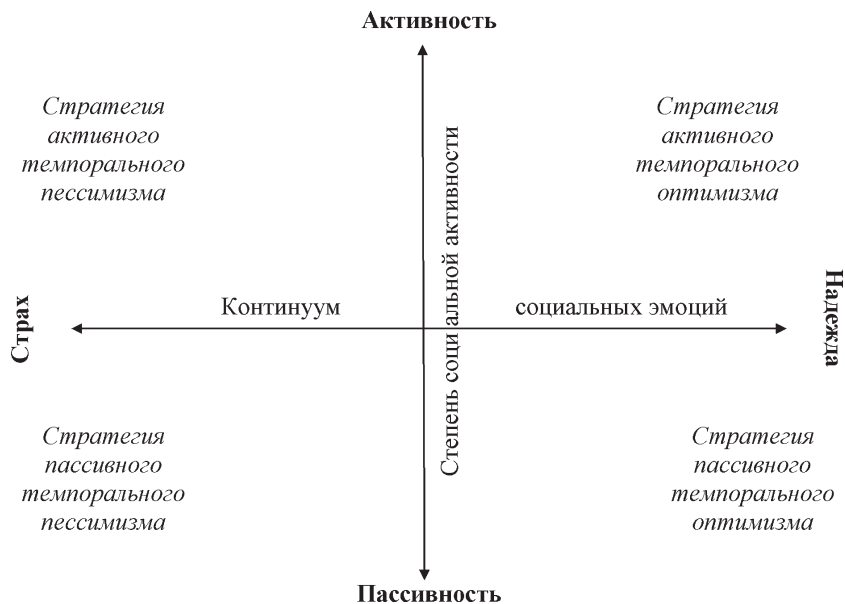 Активность
Стратегия
активного
темпорального
пессимизма
Стратегия
активного
темпорального
оптимизма
Степень социальной активности
Страх
Континуум
социальных эмоций
Надежда
Стратегия
пассивного
темпорального
пессимизма
Стратегия
пассивного
темпорального
оптимизма
Пассивность